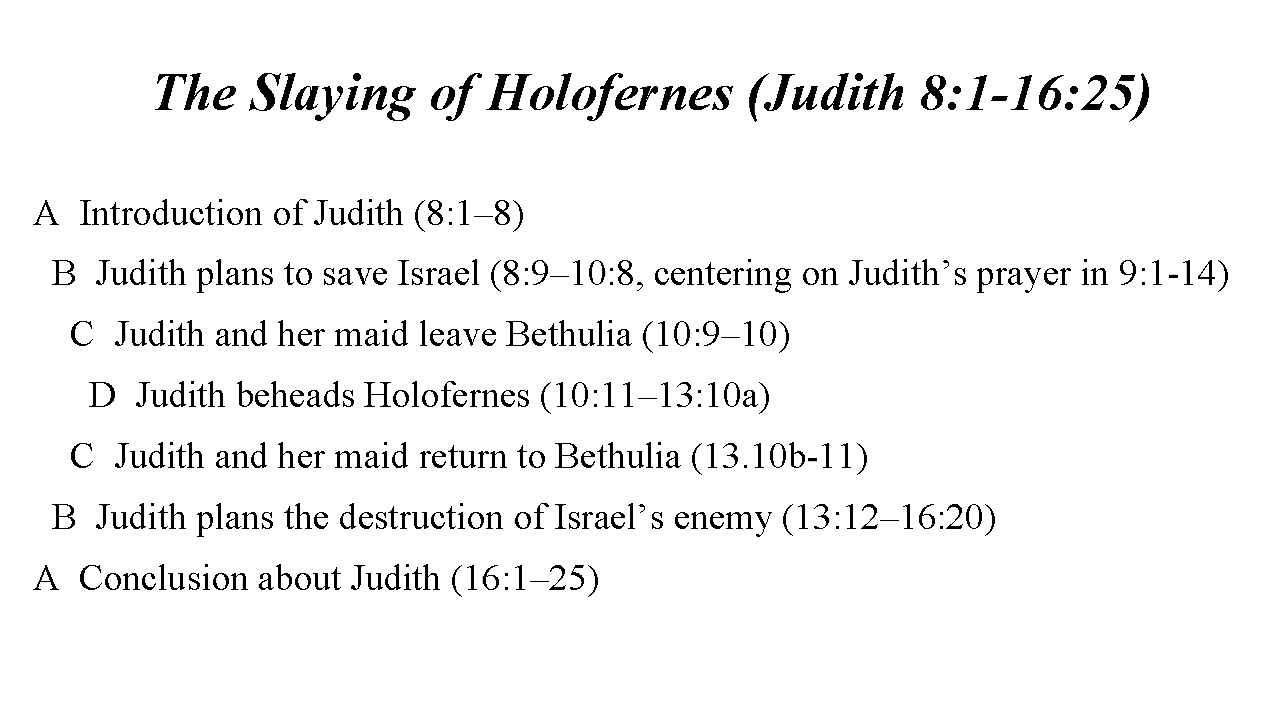 The Slaying of Holofernes (Judith 8:1-16:25)
A Introduction of Judith (8:1–8)
B Judith plans to save Israel (8:9–10:8, centering on Judith’s prayer in 9:1-14)
C Judith and her maid leave Bethulia (10:9–10)
D Judith beheads Holofernes (10:11–13:10a)
C Judith and her maid return to Bethulia (13.10b-11)
B Judith plans the destruction of Israel’s enemy (13:12–16:20)
A Conclusion about Judith (16:1–25)